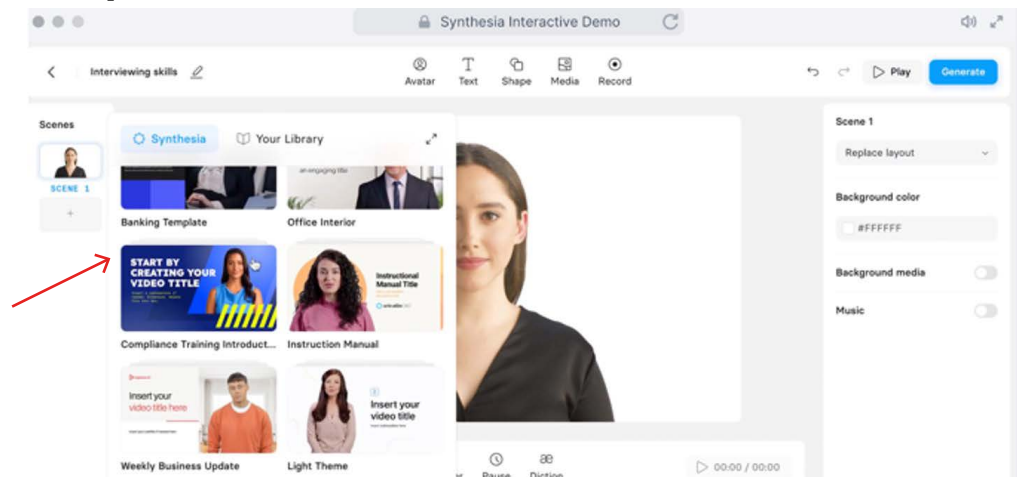 Synthesia Interactive Demo
Interviewing skills
Avatar
Text
Shape
Media
Record
Play
Generate
Scenes
SCENE 1
+
Synthesia
Your Library
an engaging title
Banking Template
Office Interior
START BY
CREATING YOUR
VIDEO TITLE
Instructional
Manual Title
Compliance Training Introduct...
Instruction Manual
Insert your
video title here
Insert your
video title
Weekly Business Update
Light Theme
Pause
Diction
00:00 / 00:00
Scene 1
Replace layout
Background color
#FFFFFF
Background media
Music